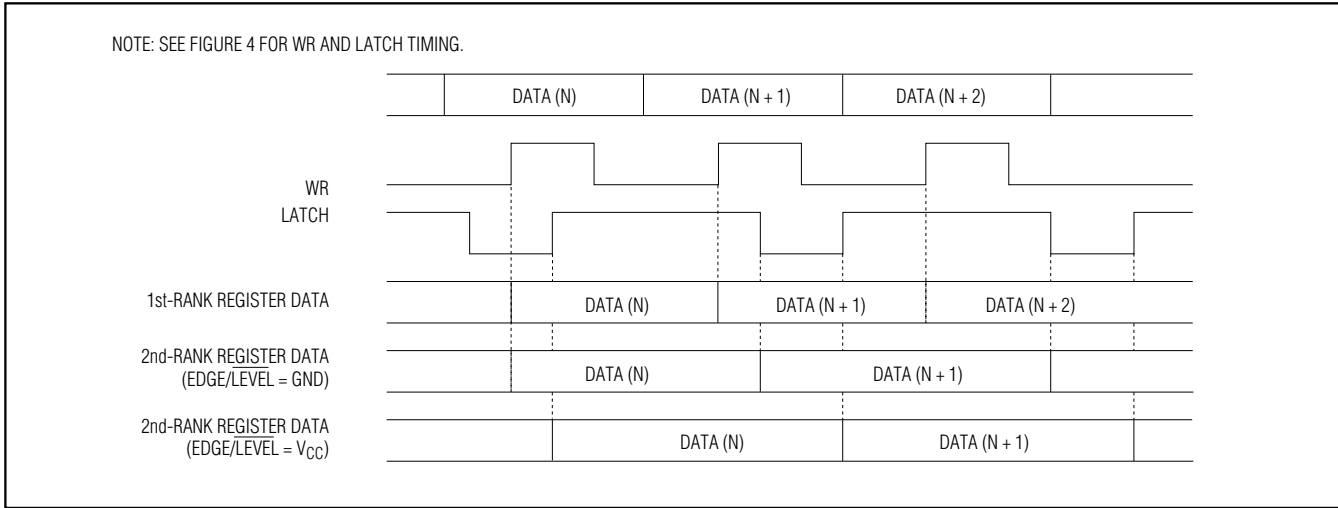 NOTE: SEE FIGURE 4 FOR WR AND LATCH TIMING.
DATA (N) DATA (N + 1) DATA (N + 2)
WR
LATCH
1st-RANK REGISTER DATA DATA (N) DATA (N + 1) DATA (N + 2)
2nd-RANK REGISTER DATA
(EDGE/LEVEL = GND) DATA (N) DATA (N + 1)
2nd-RANK REGISTER DATA
(EDGE/LEVEL = VCC) DATA (N) DATA (N + 1)